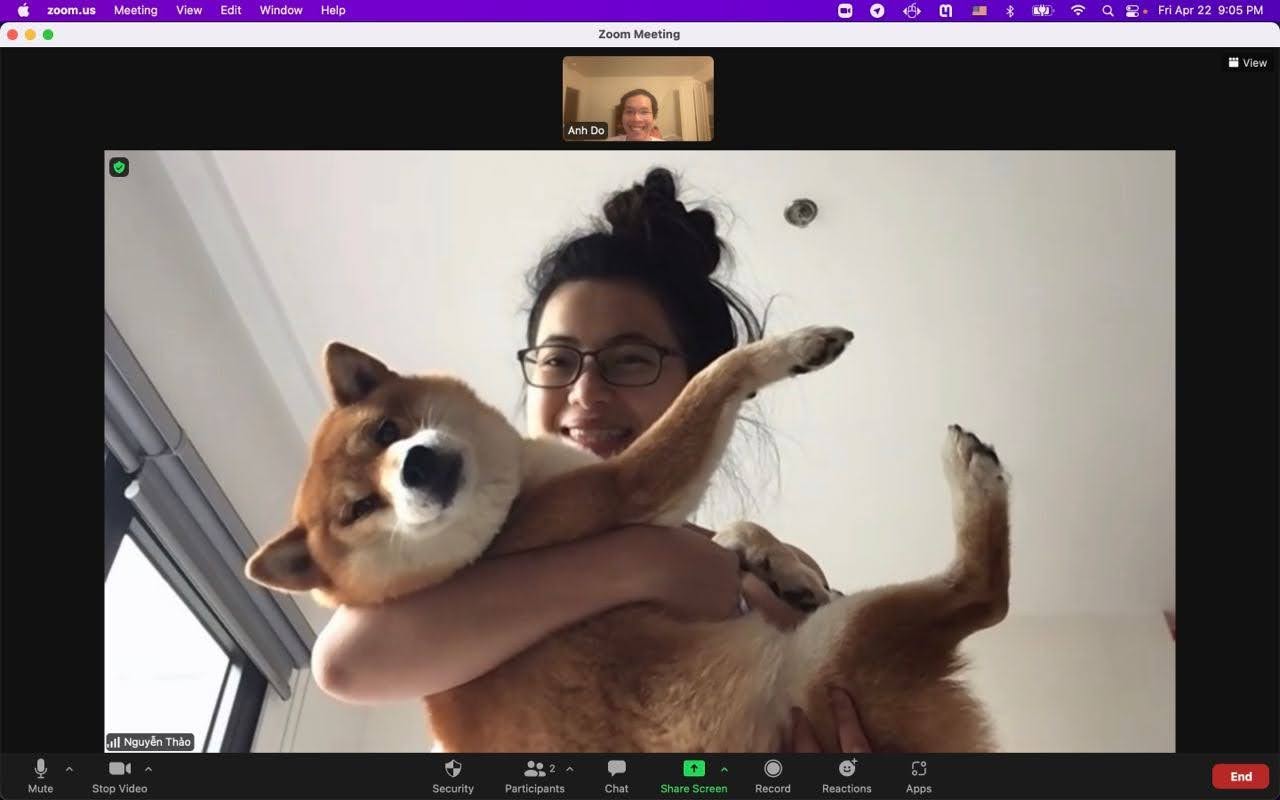 zoom.us Meeting View Edit Window Help Fri Apr 22 9:05 PM
Zoom Meeting
View
Anh Do
Nguyễn Thảo
Mute Stop Video Security Participants 2 Chat Share Screen Record Reactions Apps End